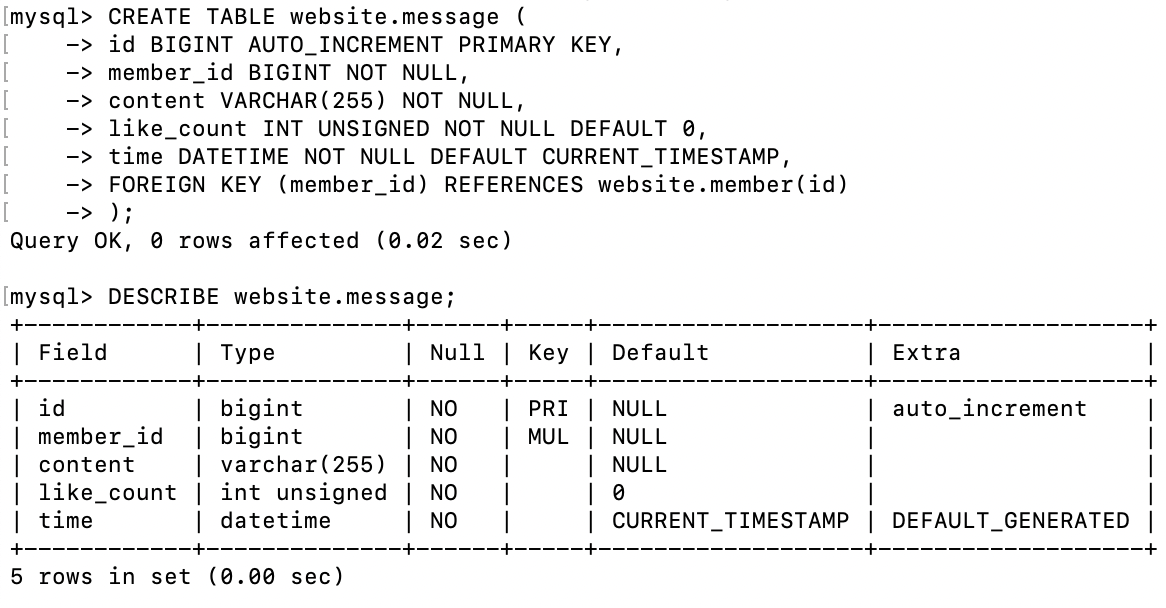 [mysql> CREATE TABLE website.message (
[    -> id BIGINT AUTO_INCREMENT PRIMARY KEY,
[    -> member_id BIGINT NOT NULL,
[    -> content VARCHAR(255) NOT NULL,
[    -> like_count INT UNSIGNED NOT NULL DEFAULT 0,
[    -> time DATETIME NOT NULL DEFAULT CURRENT_TIMESTAMP,
[    -> FOREIGN KEY (member_id) REFERENCES website.member(id)
[    -> );
Query OK, 0 rows affected (0.02 sec)

[mysql> DESCRIBE website.message;
+------------+--------------+------+-----+-------------------+-------------------+
| Field      | Type         | Null | Key | Default           | Extra             |
+------------+--------------+------+-----+-------------------+-------------------+
| id         | bigint       | NO   | PRI | NULL              | auto_increment    |
| member_id  | bigint       | NO   | MUL | NULL              |                   |
| content    | varchar(255) | NO   |     | NULL              |                   |
| like_count | int unsigned | NO   |     | 0                 |                   |
| time       | datetime     | NO   |     | CURRENT_TIMESTAMP | DEFAULT_GENERATED |
+------------+--------------+------+-----+-------------------+-------------------+
5 rows in set (0.00 sec)